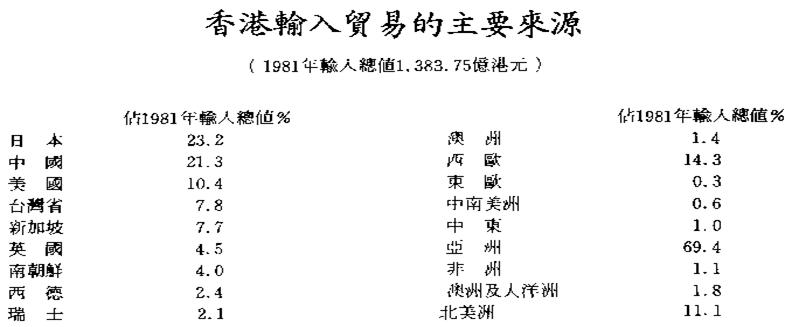 香港輸入貿易的主要來源
（1981年輸入總值1,383.75億港元）
佔1981年輸入總值%
日本 23.2
中國 21.3
美國 10.4
台灣省 7.8
新加坡 7.7
英國 4.5
南朝鮮 4.0
西德 2.4
瑞士 2.1
佔1981年輸入總值%
澳洲 1.4
西歐 14.3
東歐 0.3
中南美洲 0.6
中東 1.0
亞洲 69.4
非洲 1.1
澳洲及大洋洲 1.8
北美洲 11.1